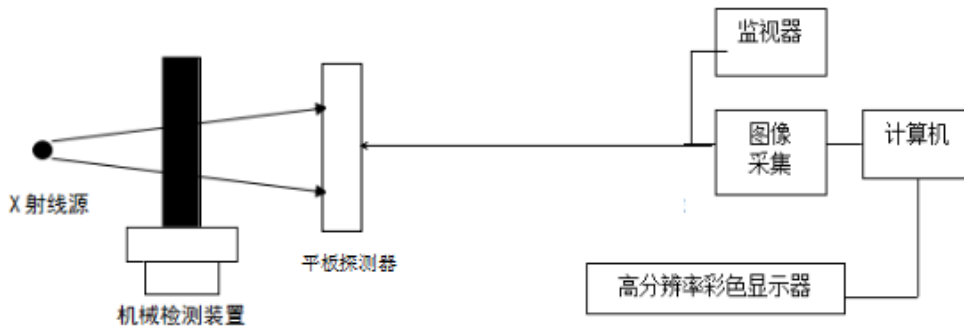 监视器
图像
采集
计算机
X 射线源
平板探测器
高分辨率彩色显示器
机械检测装置